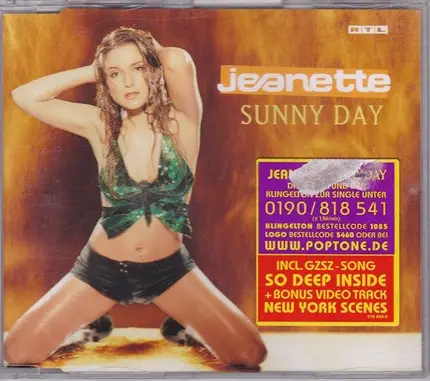 RTL
jeanette
SUNNY DAY
DAY
KLINGELTON ZUR SINGLE UNTER
0190/818 541
KLINGELTON BESTELLCODE 1085
LOGO BESTELLCODE 5460 ODER BEI
WWW.POPTONE.DE
INCL. GZSZ-SONG
SO DEEP INSIDE
+ BONUS VIDEO TRACK
NEW YORK SCENES